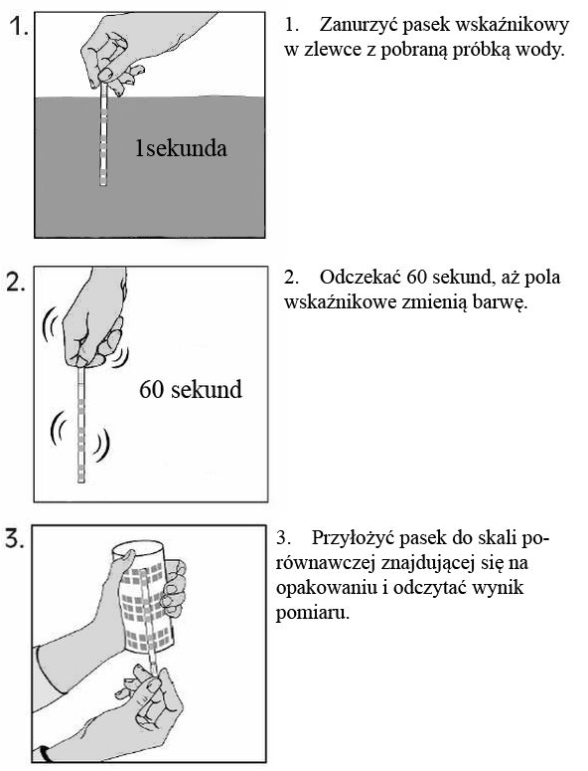 1.
1sekunda
1. Zanurzyć pasek wskaźnikowy
w zlewce z pobraną próbką wody.
2.
60 sekund
2. Odczekać 60 sekund, aż pola
wskaźnikowe zmienią barwę.
3.
3. Przyłożyć pasek do skali po-
równawczej znajdującej się na
opakowaniu i odczytać wynik
pomiaru.